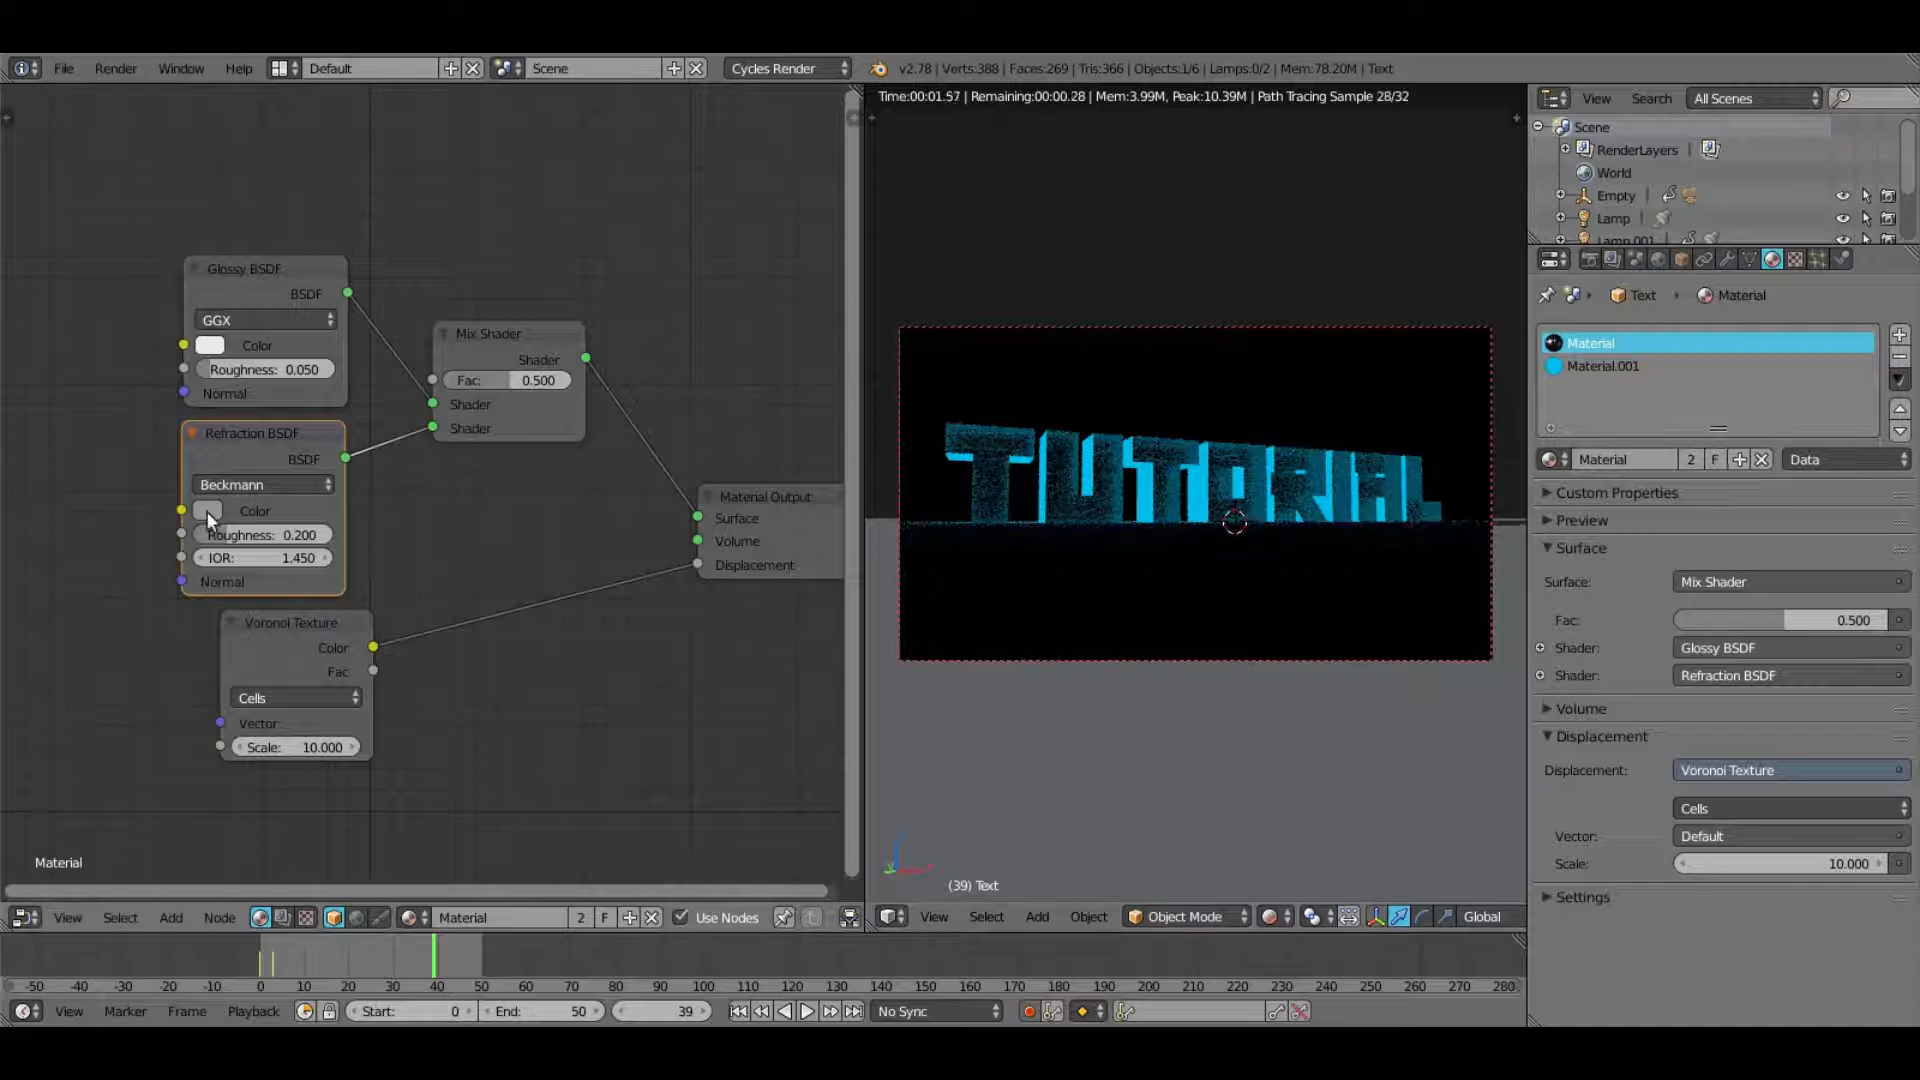 File Render Window Help Default Scene Cycles Render v2.78 | Verts:388 | Faces:269 | Tris:366 | Objects:1/6 | Lamps:0/2 | Mem:78.20M | Text
Time:00:01.57 | Remaining:00:00.28 | Mem:3.99M, Peak:10.39M | Path Tracing Sample 28/32
View Search All Scenes
Scene
RenderLayers
World
Empty
Lamp
Lamp.001
Text Material
Material
Material.001
Material 2 F Data
Custom Properties
Preview
Surface
Surface: Mix Shader
Fac: 0.500
Shader: Glossy BSDF
Shader: Refraction BSDF
Volume
Displacement
Displacement: Voronoi Texture
Cells
Vector: Default
Scale: 10.000
Settings
Glossy BSDF
BSDF
GGX
Color
Roughness: 0.050
Normal
Mix Shader
Shader
Fac: 0.500
Shader
Shader
Refraction BSDF
BSDF
Beckmann
Color
Roughness: 0.200
IOR: 1.450
Normal
Material Output
Surface
Volume
Displacement
Voronoi Texture
Color
Fac
Cells
Vector
Scale: 10.000
Material
TUTORIAL
(39) Text
View Select Add Node Material 2 F Use Nodes
View Select Add Object Object Mode Global
-50 -40 -30 -20 -10 0 10 20 30 40 50 60 70 80 90 100 110 120 130 140 150 160 170 180 190 200 210 220 230 240 250 260 270 280
View Marker Frame Playback Start: 0 End: 50 39 No Sync